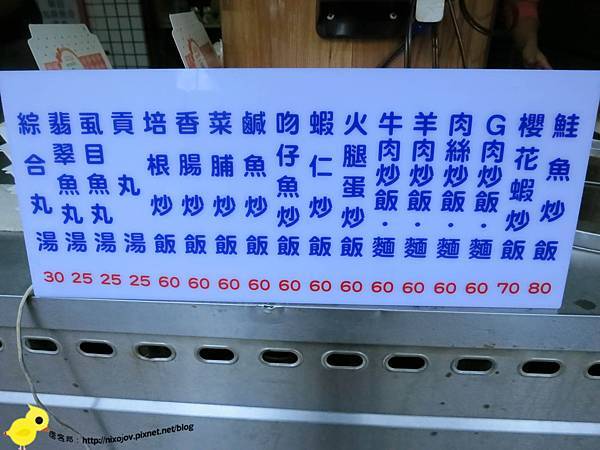 鮭魚炒飯 80
櫻花蝦炒飯 70
G肉炒飯·麵 60
肉絲炒飯·麵 60
羊肉炒飯·麵 60
牛肉炒飯·麵 60
火腿蛋炒飯 60
蝦仁炒飯 60
吻仔魚炒飯 60
鹹魚炒飯 60
菜脯炒飯 60
香腸炒飯 60
培根炒飯 60
貢丸湯 25
虱目魚丸湯 25
翡翠魚丸湯 25
綜合丸湯 30
http://nixojov.pixnet.net/blog